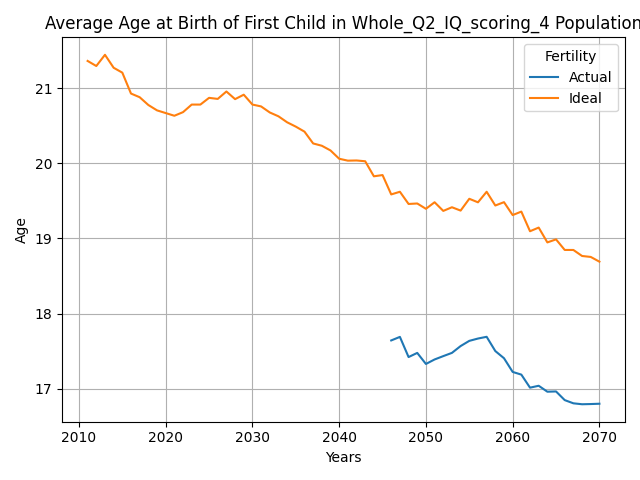 Average Age at Birth of First Child in Whole_Q2_IQ_scoring_4 Population
Fertility
Actual
Ideal
21
20
19
18
17
Age
2010 2020 2030 2040 2050 2060 2070
Years